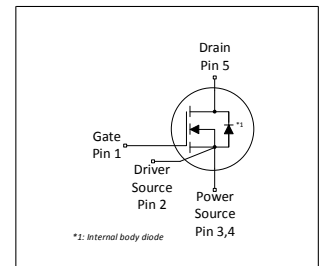 Drain
Pin 5
*1
Gate
Pin 1
Driver
Source
Pin 2
Power
Source
Pin 3,4
*1: Internal body diode